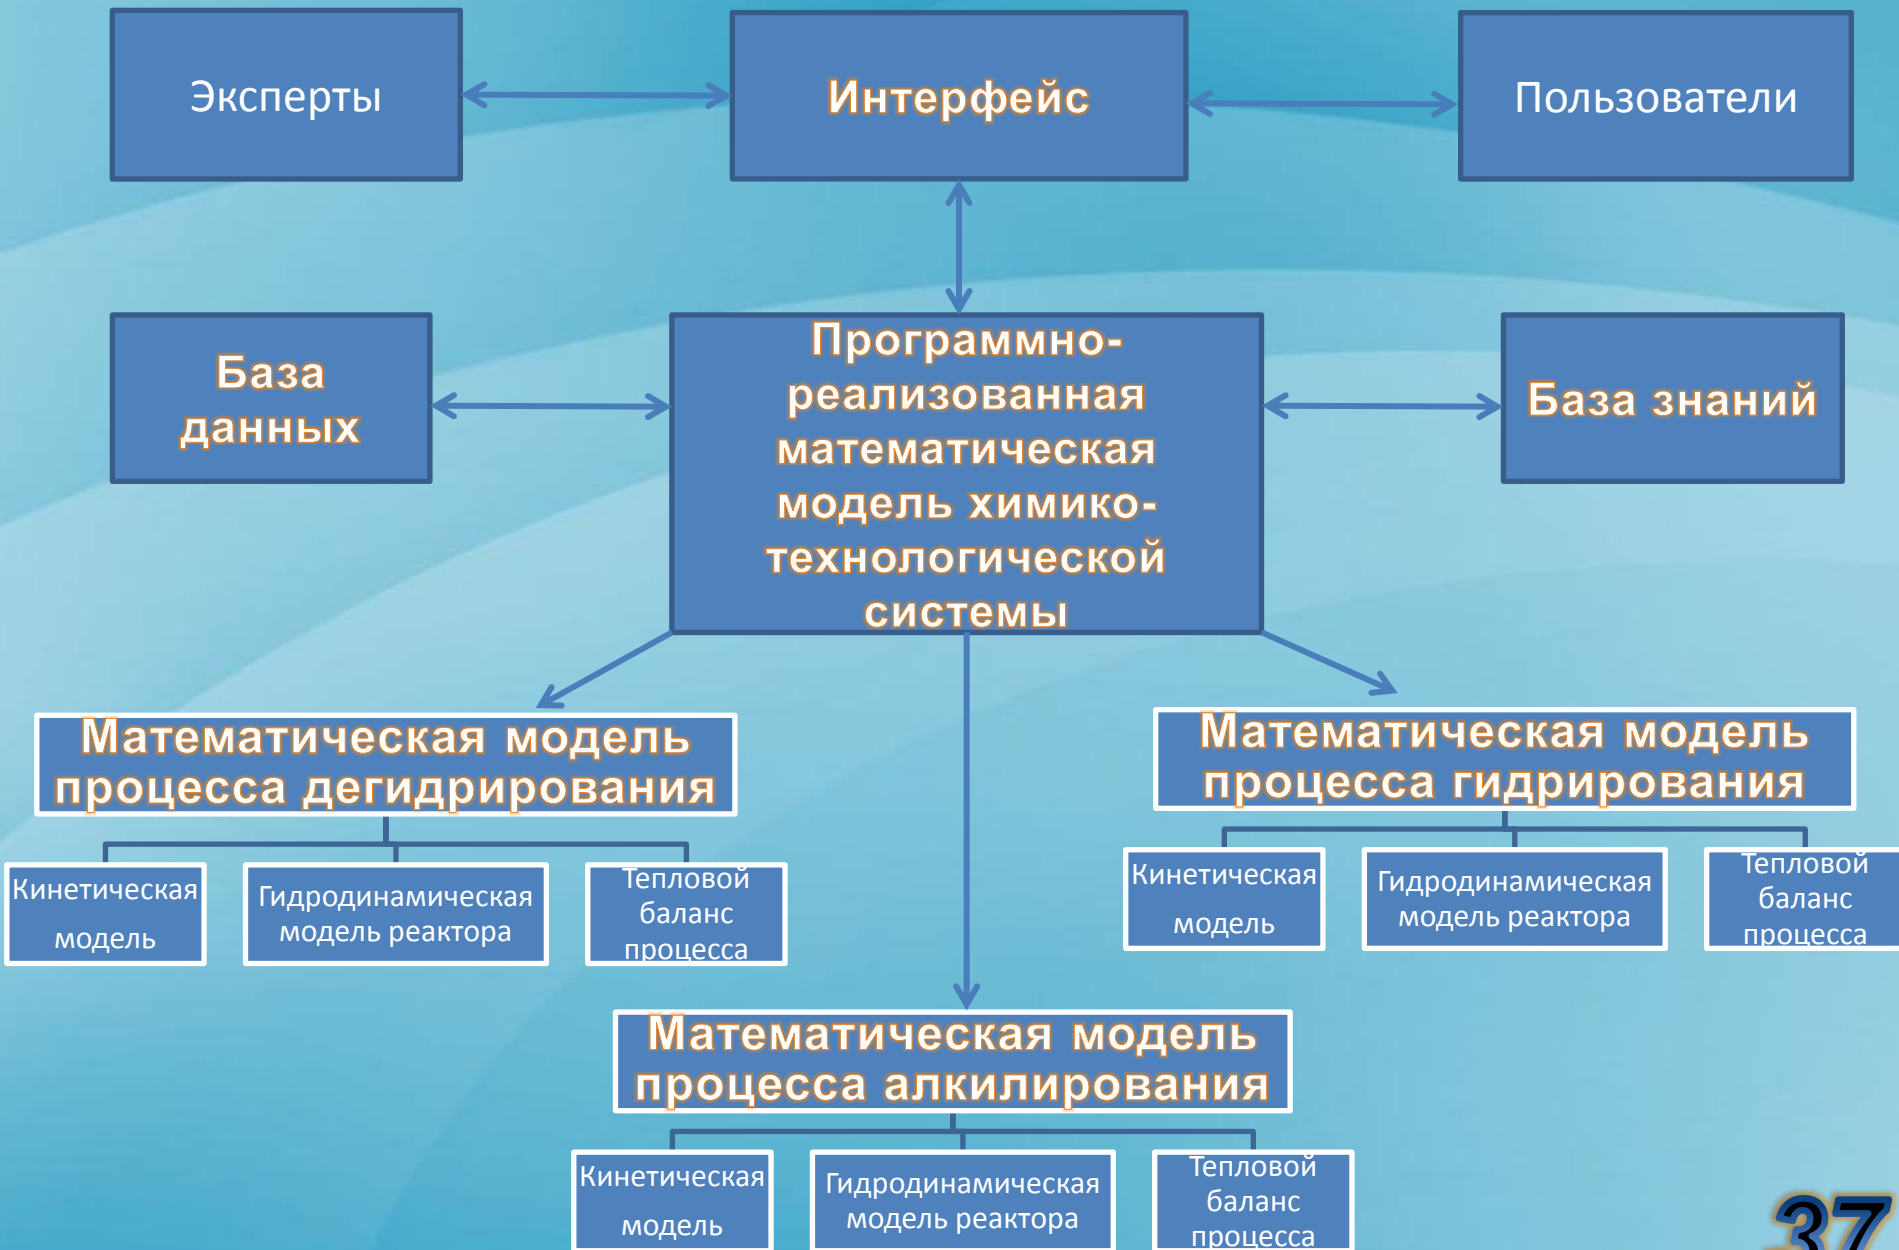 Эксперты
Интерфейс
Пользователи
База
данных
Программно-
реализованная
математическая
модель химико-
технологической
системы
База знаний
Математическая модель
процесса дегидрирования
Математическая модель
процесса гидрирования
Кинетическая
модель
Гидродинамическая
модель реактора
Тепловой
баланс
процесса
Кинетическая
модель
Гидродинамическая
модель реактора
Тепловой
баланс
процесса
Математическая модель
процесса алкилирования
Кинетическая
модель
Гидродинамическая
модель реактора
Тепловой
баланс
процесса
37